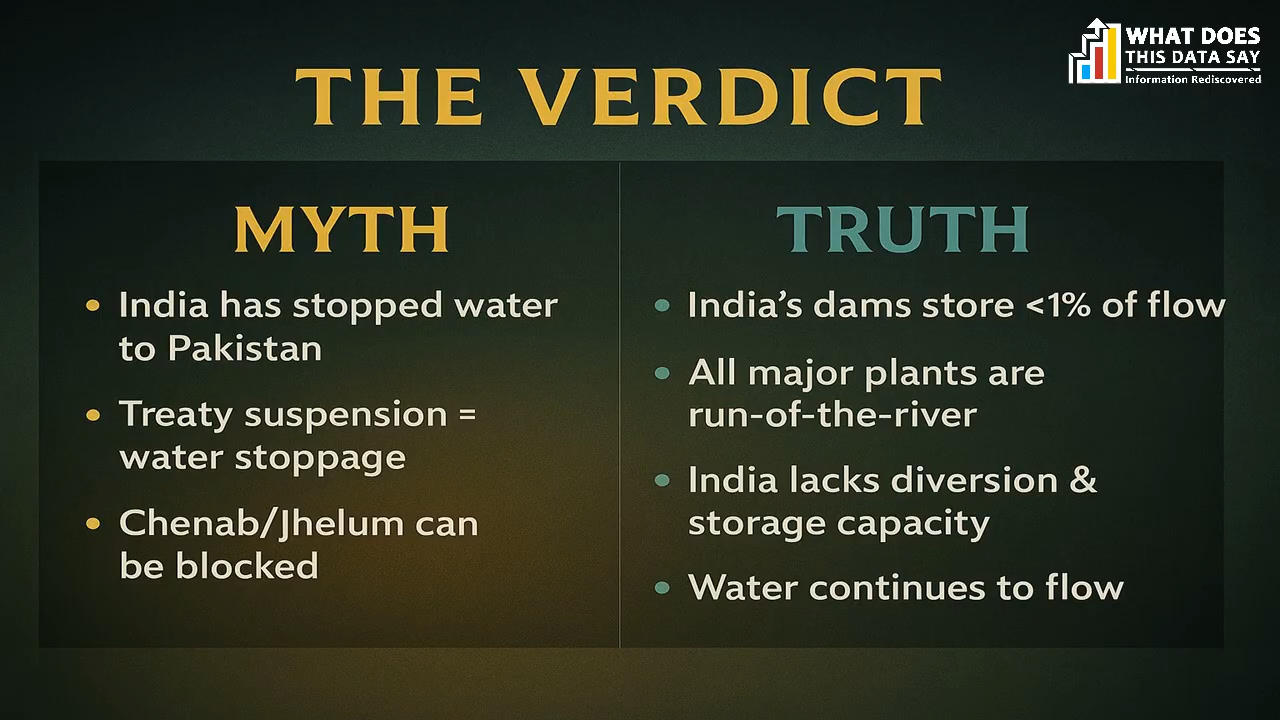 WHAT DOES
THIS DATA SAY
Information Rediscovered
THE VERDICT
MYTH
• India has stopped water
to Pakistan
• Treaty suspension =
water stoppage
• Chenab/Jhelum can
be blocked
TRUTH
• India’s dams store <1% of flow
• All major plants are
run-of-the-river
• India lacks diversion &
storage capacity
• Water continues to flow